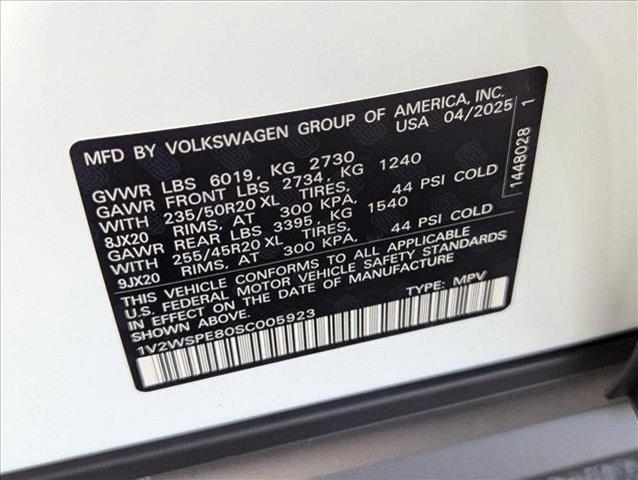 MFD BY VOLKSWAGEN GROUP OF AMERICA, INC.
USA 04/2025
GVWR LBS 6019, KG 2730
GAWR FRONT LBS 2734, KG 1240
WITH 235/50R20 XL TIRES,
8JX20 RIMS, AT 300 KPA, 44 PSI COLD
GAWR REAR LBS 3395, KG 1540
WITH 255/45R20 XL TIRES,
9JX20 RIMS, AT 300 KPA, 44 PSI COLD
THIS VEHICLE CONFORMS TO ALL APPLICABLE
U.S. FEDERAL MOTOR VEHICLE SAFETY STANDARDS
IN EFFECT ON THE DATE OF MANUFACTURE
SHOWN ABOVE. TYPE: MPV
1V2WSPE80SC005923
1448028 1